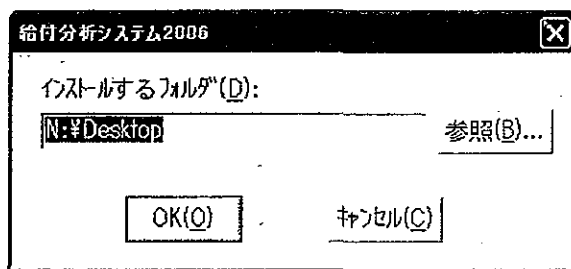 給付分析システム2006
インストールするフォルダ(D):
N:¥Desktop
参照(B)...
OK(O)
キャンセル(C)